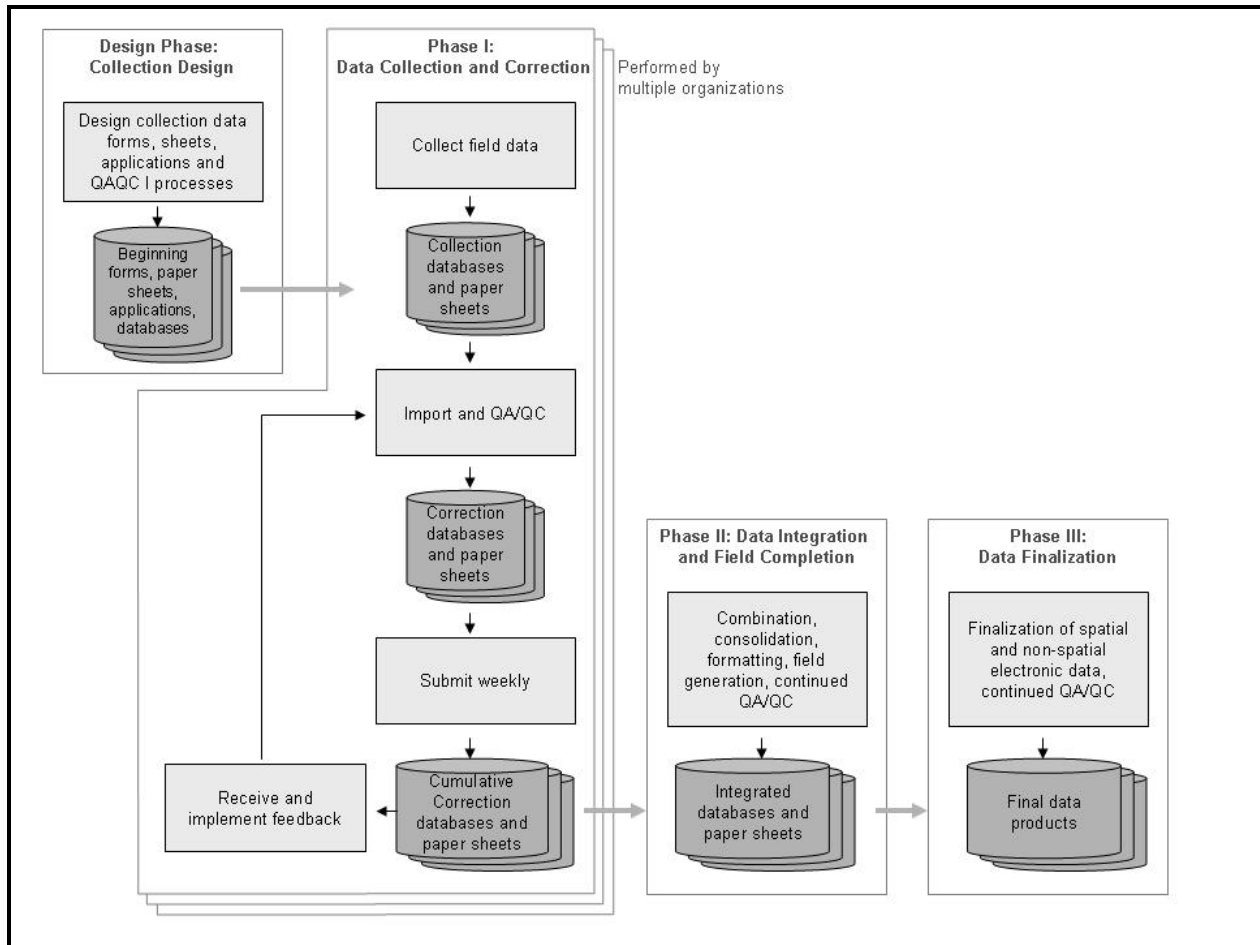 Design Phase:
Collection Design
Design collection data
forms, sheets,
applications and
QAQC I processes
Beginning
forms, paper
sheets,
applications,
databases
Phase I:
Data Collection and Correction
Performed by
multiple organizations
Collect field data
Collection
databases
and paper
sheets
Import and QA/QC
Correction
databases
and paper
sheets
Submit weekly
Cumulative
Correction
databases and
paper sheets
Receive and
implement feedback
Phase II: Data Integration
and Field Completion
Combination,
consolidation,
formatting, field
generation, continued
QA/QC
Integrated
databases and
paper sheets
Phase III:
Data Finalization
Finalization of spatial
and non-spatial
electronic data,
continued QA/QC
Final data
products